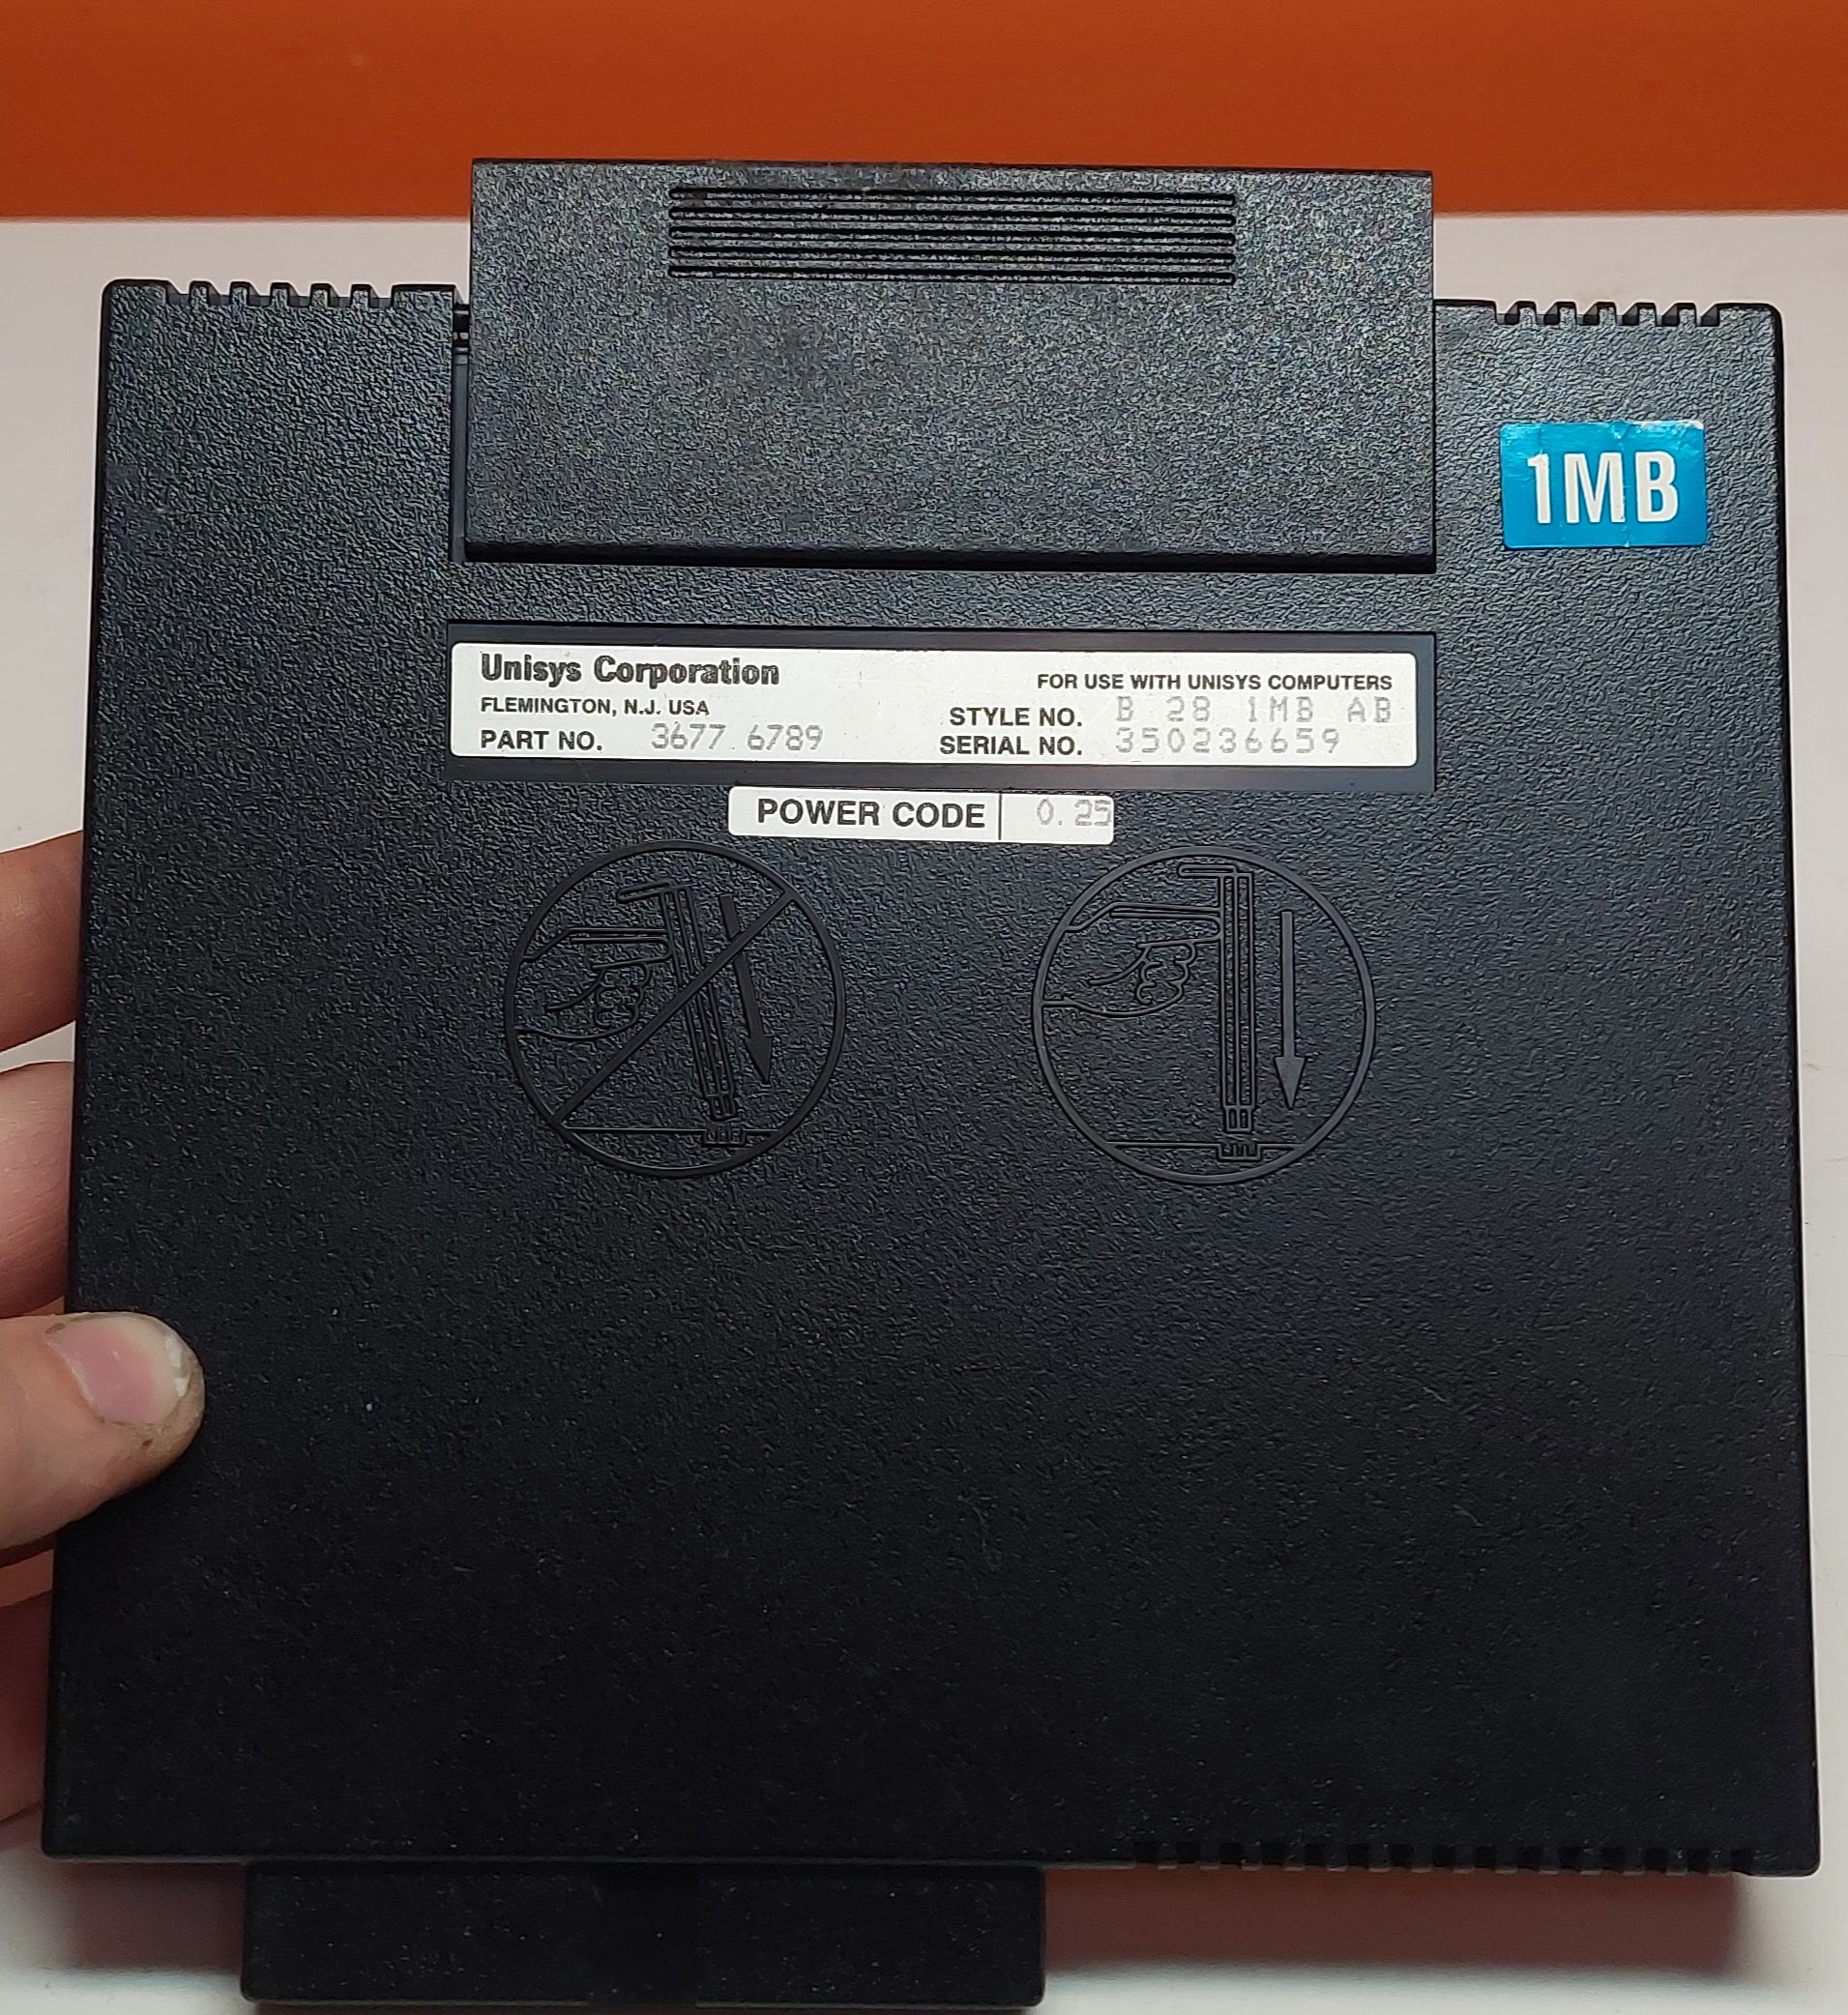 1MB
Unisys Corporation
FLEMINGTON, N.J. USA
PART NO. 3677 6789
FOR USE WITH UNISYS COMPUTERS
STYLE NO. B 28 1MB AB
SERIAL NO. 350236659
POWER CODE 0.25